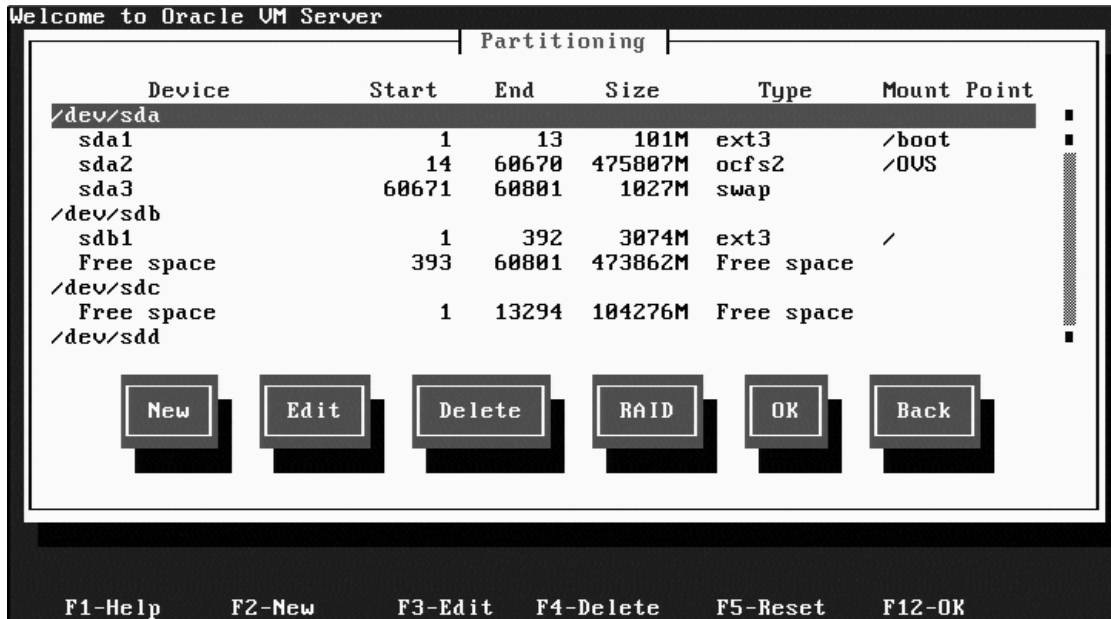 Welcome to Oracle VM Server
Partitioning
Device Start End Size Type Mount Point
/dev/sda
sda1 1 13 101M ext3 /boot
sda2 14 60670 475807M ocfs2 /OVS
sda3 60671 60801 1027M swap
/dev/sdb
sdb1 1 392 3074M ext3 /
Free space 393 60801 473862M Free space
/dev/sdc
Free space 1 13294 104276M Free space
/dev/sdd
New Edit Delete RAID OK Back
F1-Help F2-New F3-Edit F4-Delete F5-Reset F12-OK